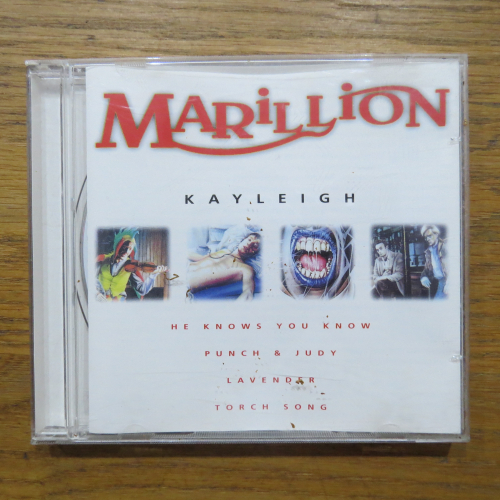 MARILLION
KAYLEIGH
HE KNOWS YOU KNOW
PUNCH & JUDY
LAVENDER
TORCH SONG